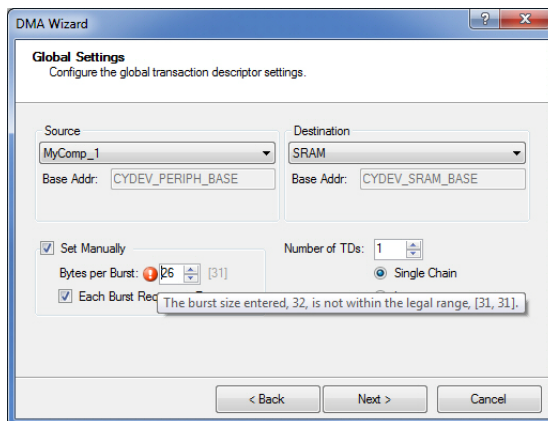 DMA Wizard
Global Settings
Configure the global transaction descriptor settings.
Source
Destination
MyComp_1
SRAM
Base Addr: CYDEV_PERIPH_BASE
Base Addr: CYDEV_SRAM_BASE
Set Manually
Number of TDs: 1
Bytes per Burst: 26 [31]
Single Chain
Each Burst Req
The burst size entered, 32, is not within the legal range, [31, 31].
< Back
Next >
Cancel